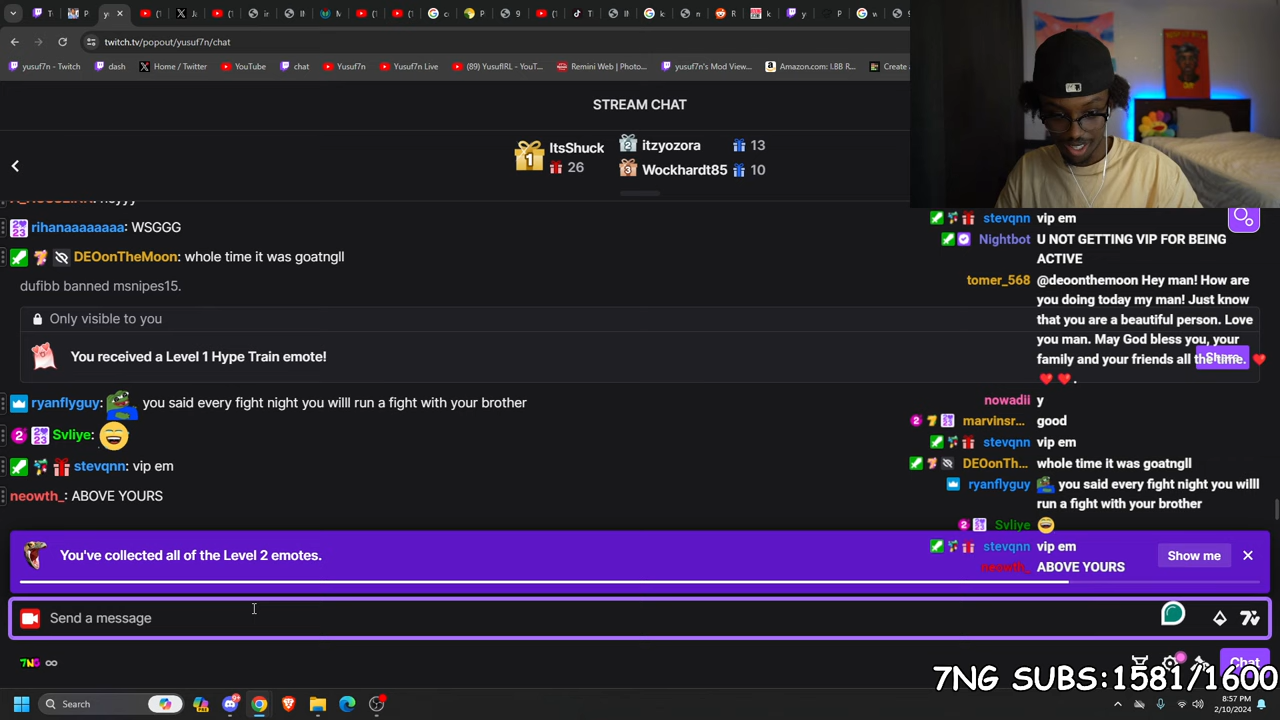 twitch.tv/popout/yusuf7n/chat
yusuf7n - Twitch
dash
Home / Twitter
YouTube
chat
Yusuf7n
Yusuf7n Live
(89) YusufIRL - YouT...
Remini Web | Photo...
yusuf7n's Mod View...
Amazon.com: l.BB R...
Create a
STREAM CHAT
1 ItsShuck 26
2 itzyozora 13
3 Wockhardt85 10
rihanaaaaaaaa: WSGGG
DEOonTheMoon: whole time it was goatngll
dufibb banned msnipes15.
Only visible to you
You received a Level 1 Hype Train emote!
ryanflyguy: you said every fight night you willl run a fight with your brother
Svliye:
stevqnn: vip em
neowth_: ABOVE YOURS
You've collected all of the Level 2 emotes.
Show me
Send a message
7NG
Chat
stevqnn vip em
Nightbot U NOT GETTING VIP FOR BEING
ACTIVE
tomer_568 @deoonthemoon Hey man! How are
you doing today my man! Just know
that you are a beautiful person. Love
you man. May God bless you, your
family and your friends all the time.
.
nowadii y
marvinsr... good
stevqnn vip em
DEOonTh... whole time it was goatngll
ryanflyguy you said every fight night you willl
run a fight with your brother
Svliye
stevqnn vip em
neowth_ ABOVE YOURS
7NG SUBS:1581/1600
Search
8:57 PM
2/10/2024